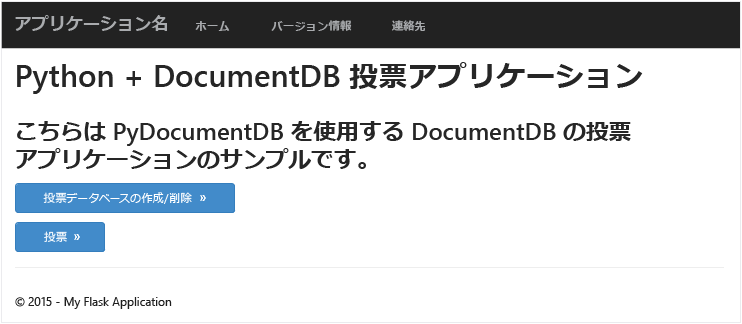 アプリケーション名 ホーム バージョン情報 連絡先
Python + DocumentDB 投票アプリケーション
こちらは PyDocumentDB を使用する DocumentDB の投票
アプリケーションのサンプルです。
投票データベースの作成/削除 »
投票 »
© 2015 - My Flask Application